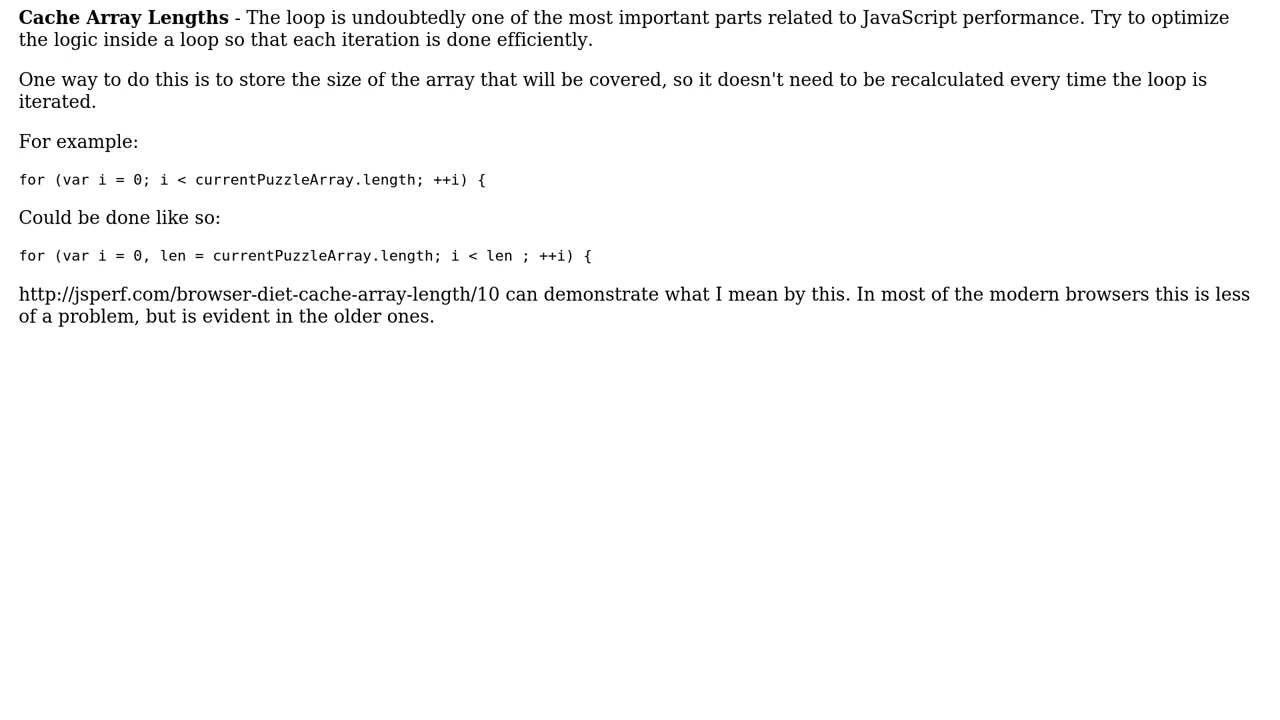 Cache Array Lengths - The loop is undoubtedly one of the most important parts related to JavaScript performance. Try to optimize
the logic inside a loop so that each iteration is done efficiently.
One way to do this is to store the size of the array that will be covered, so it doesn't need to be recalculated every time the loop is
iterated.
For example:
for (var i = 0; i < currentPuzzleArray.length; ++i) {
Could be done like so:
for (var i = 0, len = currentPuzzleArray.length; i < len ; ++i) {
http://jsperf.com/browser-diet-cache-array-length/10 can demonstrate what I mean by this. In most of the modern browsers this is less
of a problem, but is evident in the older ones.